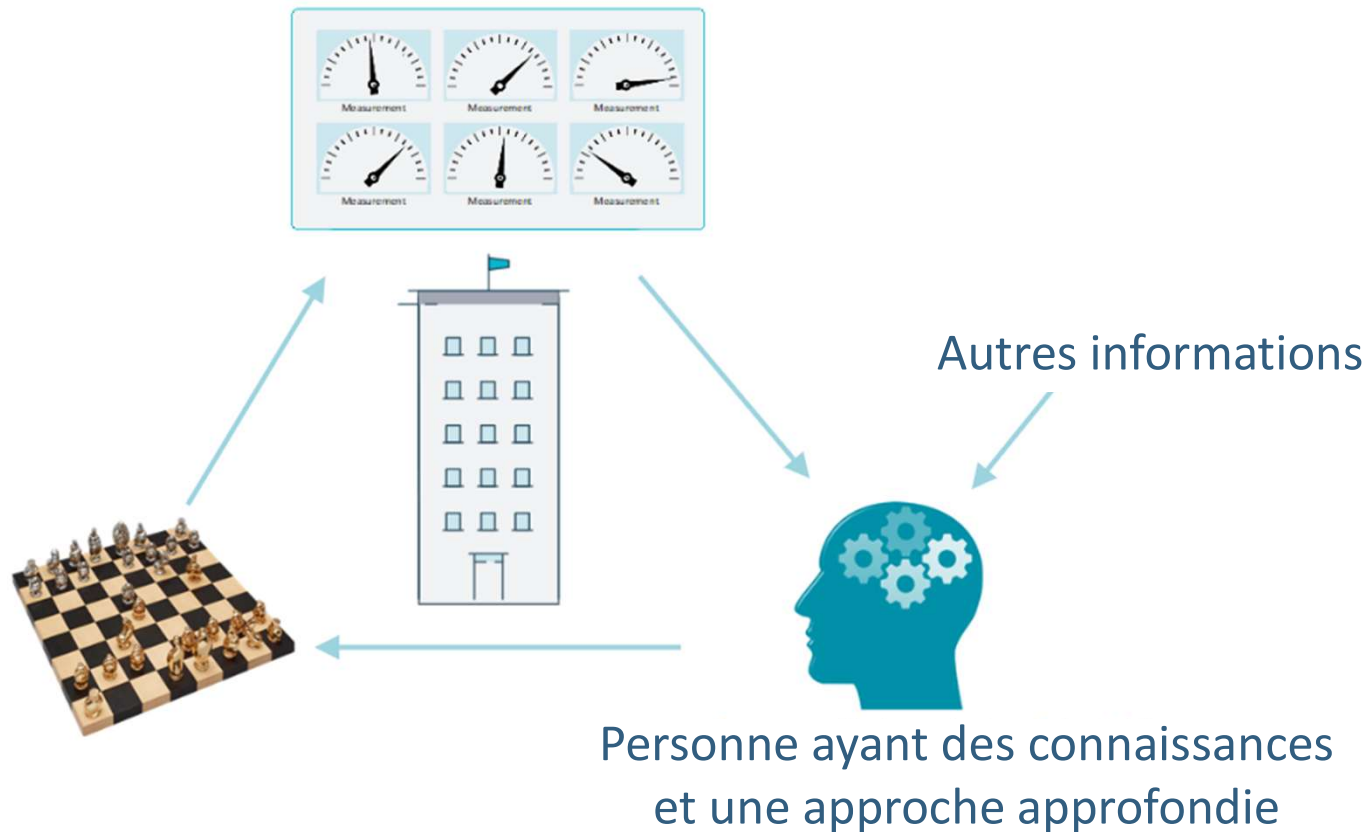 Measurement Measurement Measurement
Measurement Measurement Measurement
Autres informations
Personne ayant des connaissances
et une approche approfondie